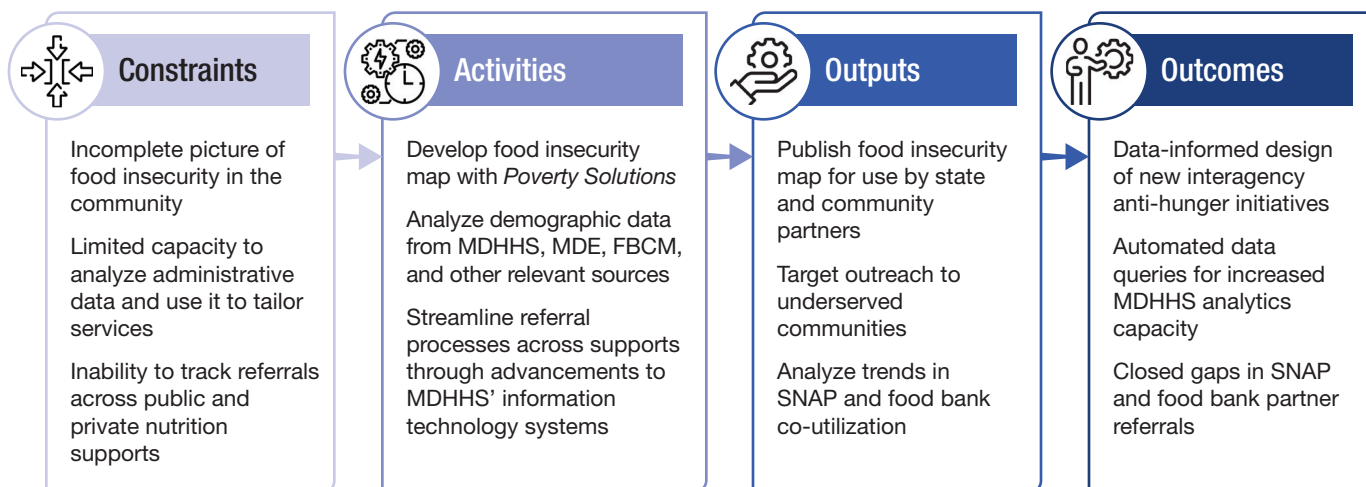 Constraints
Incomplete picture of
food insecurity in the
community
Limited capacity to
analyze administrative
data and use it to tailor
services
Inability to track referrals
across public and
private nutrition
supports
Activities
Develop food insecurity
map with Poverty Solutions
Analyze demographic data
from MDHHS, MDE, FBCM,
and other relevant sources
Streamline referral
processes across supports
through advancements to
MDHHS’ information
technology systems
Outputs
Publish food insecurity
map for use by state
and community
partners
Target outreach to
underserved
communities
Analyze trends in
SNAP and food bank
co-utilization
Outcomes
Data-informed design
of new interagency
anti-hunger initiatives
Automated data
queries for increased
MDHHS analytics
capacity
Closed gaps in SNAP
and food bank partner
referrals